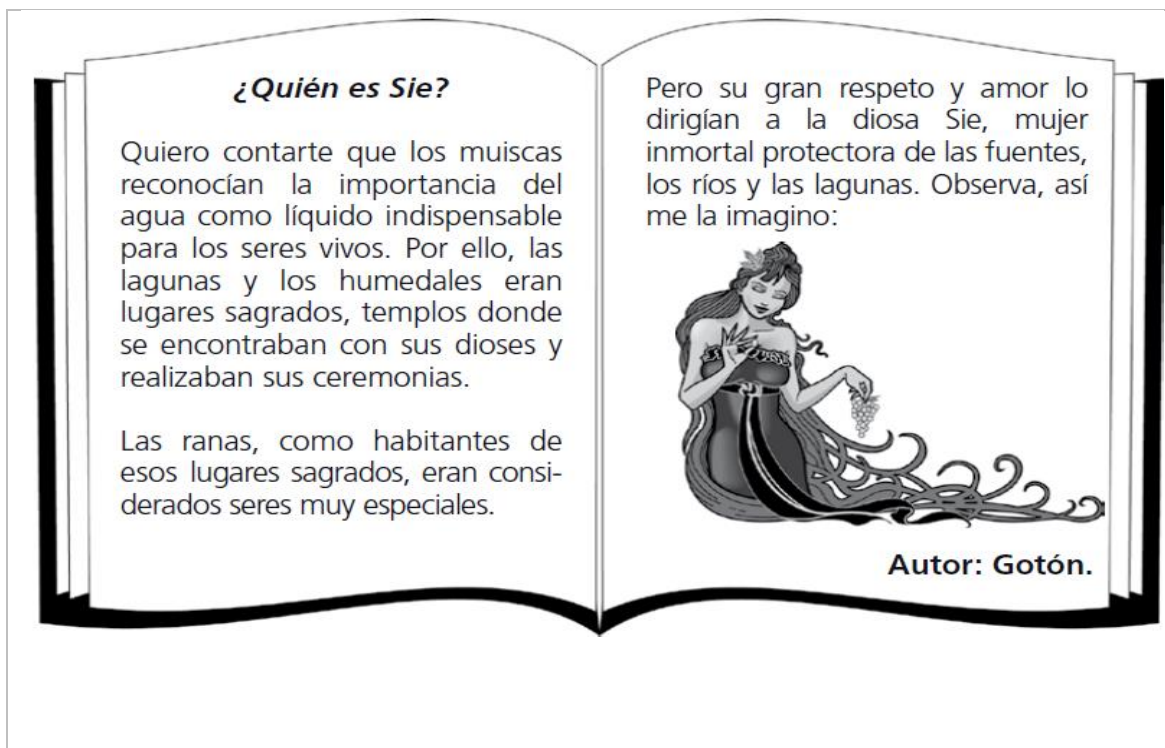 ¿Quién es Sie?
Quiero contarte que los muiscas
reconocían la importancia del
agua como líquido indispensable
para los seres vivos. Por ello, las
lagunas y los humedales eran
lugares sagrados, templos donde
se encontraban con sus dioses y
realizaban sus ceremonias.
Las ranas, como habitantes de
esos lugares sagrados, eran consi-
derados seres muy especiales.
Pero su gran respeto y amor lo
dirigían a la diosa Sie, mujer
inmortal protectora de las fuentes,
los ríos y las lagunas. Observa, así
me la imagino:
Autor: Gotón.